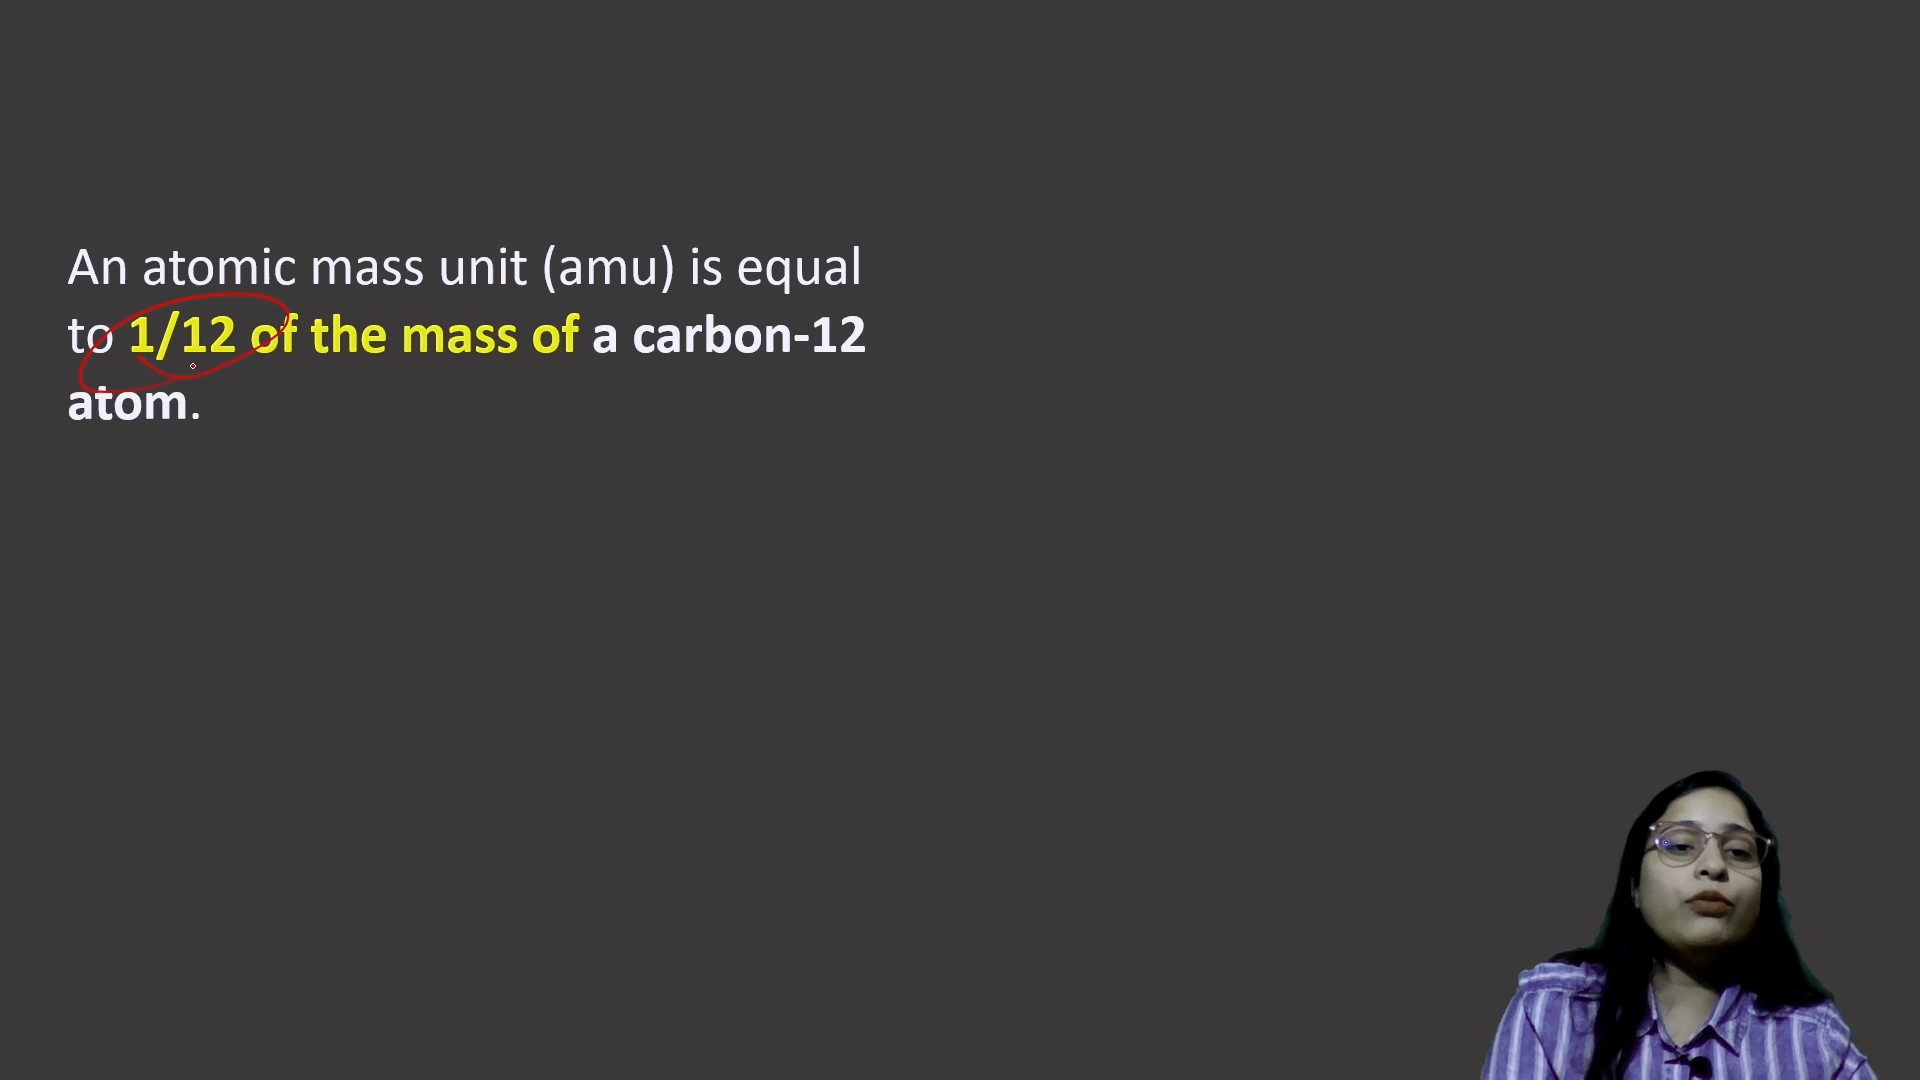 An atomic mass unit (amu) is equal
to 1/12 of the mass of a carbon-12
atom.